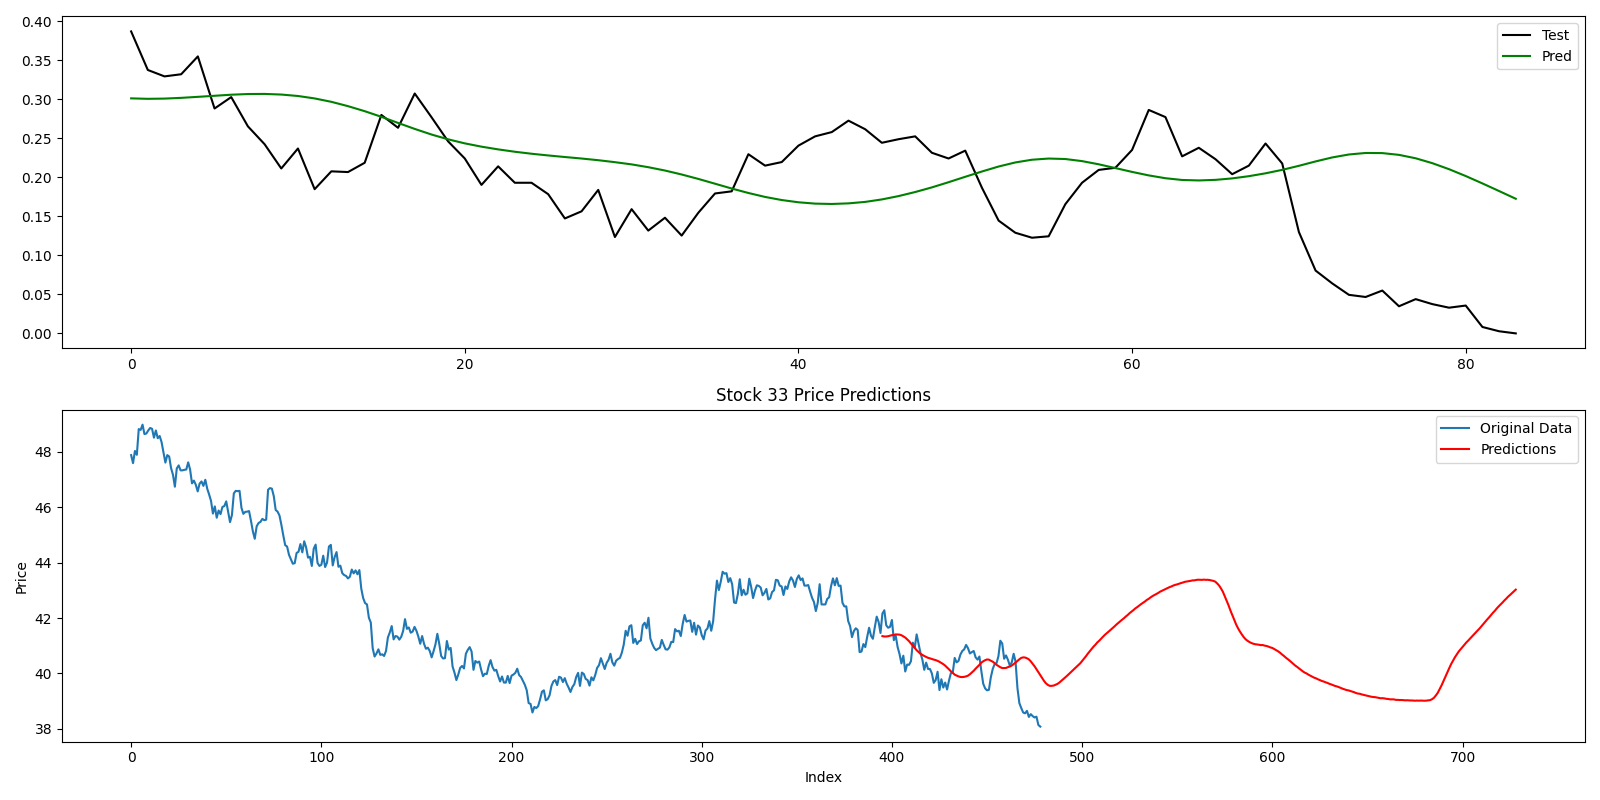 0.40
0.35
0.30
0.25
0.20
0.15
0.10
0.05
0.00
0 20 40 60 80
Test
Pred
Stock 33 Price Predictions
48
46
44
42
40
38
Price
0 100 200 300 400 500 600 700
Index
Original Data
Predictions